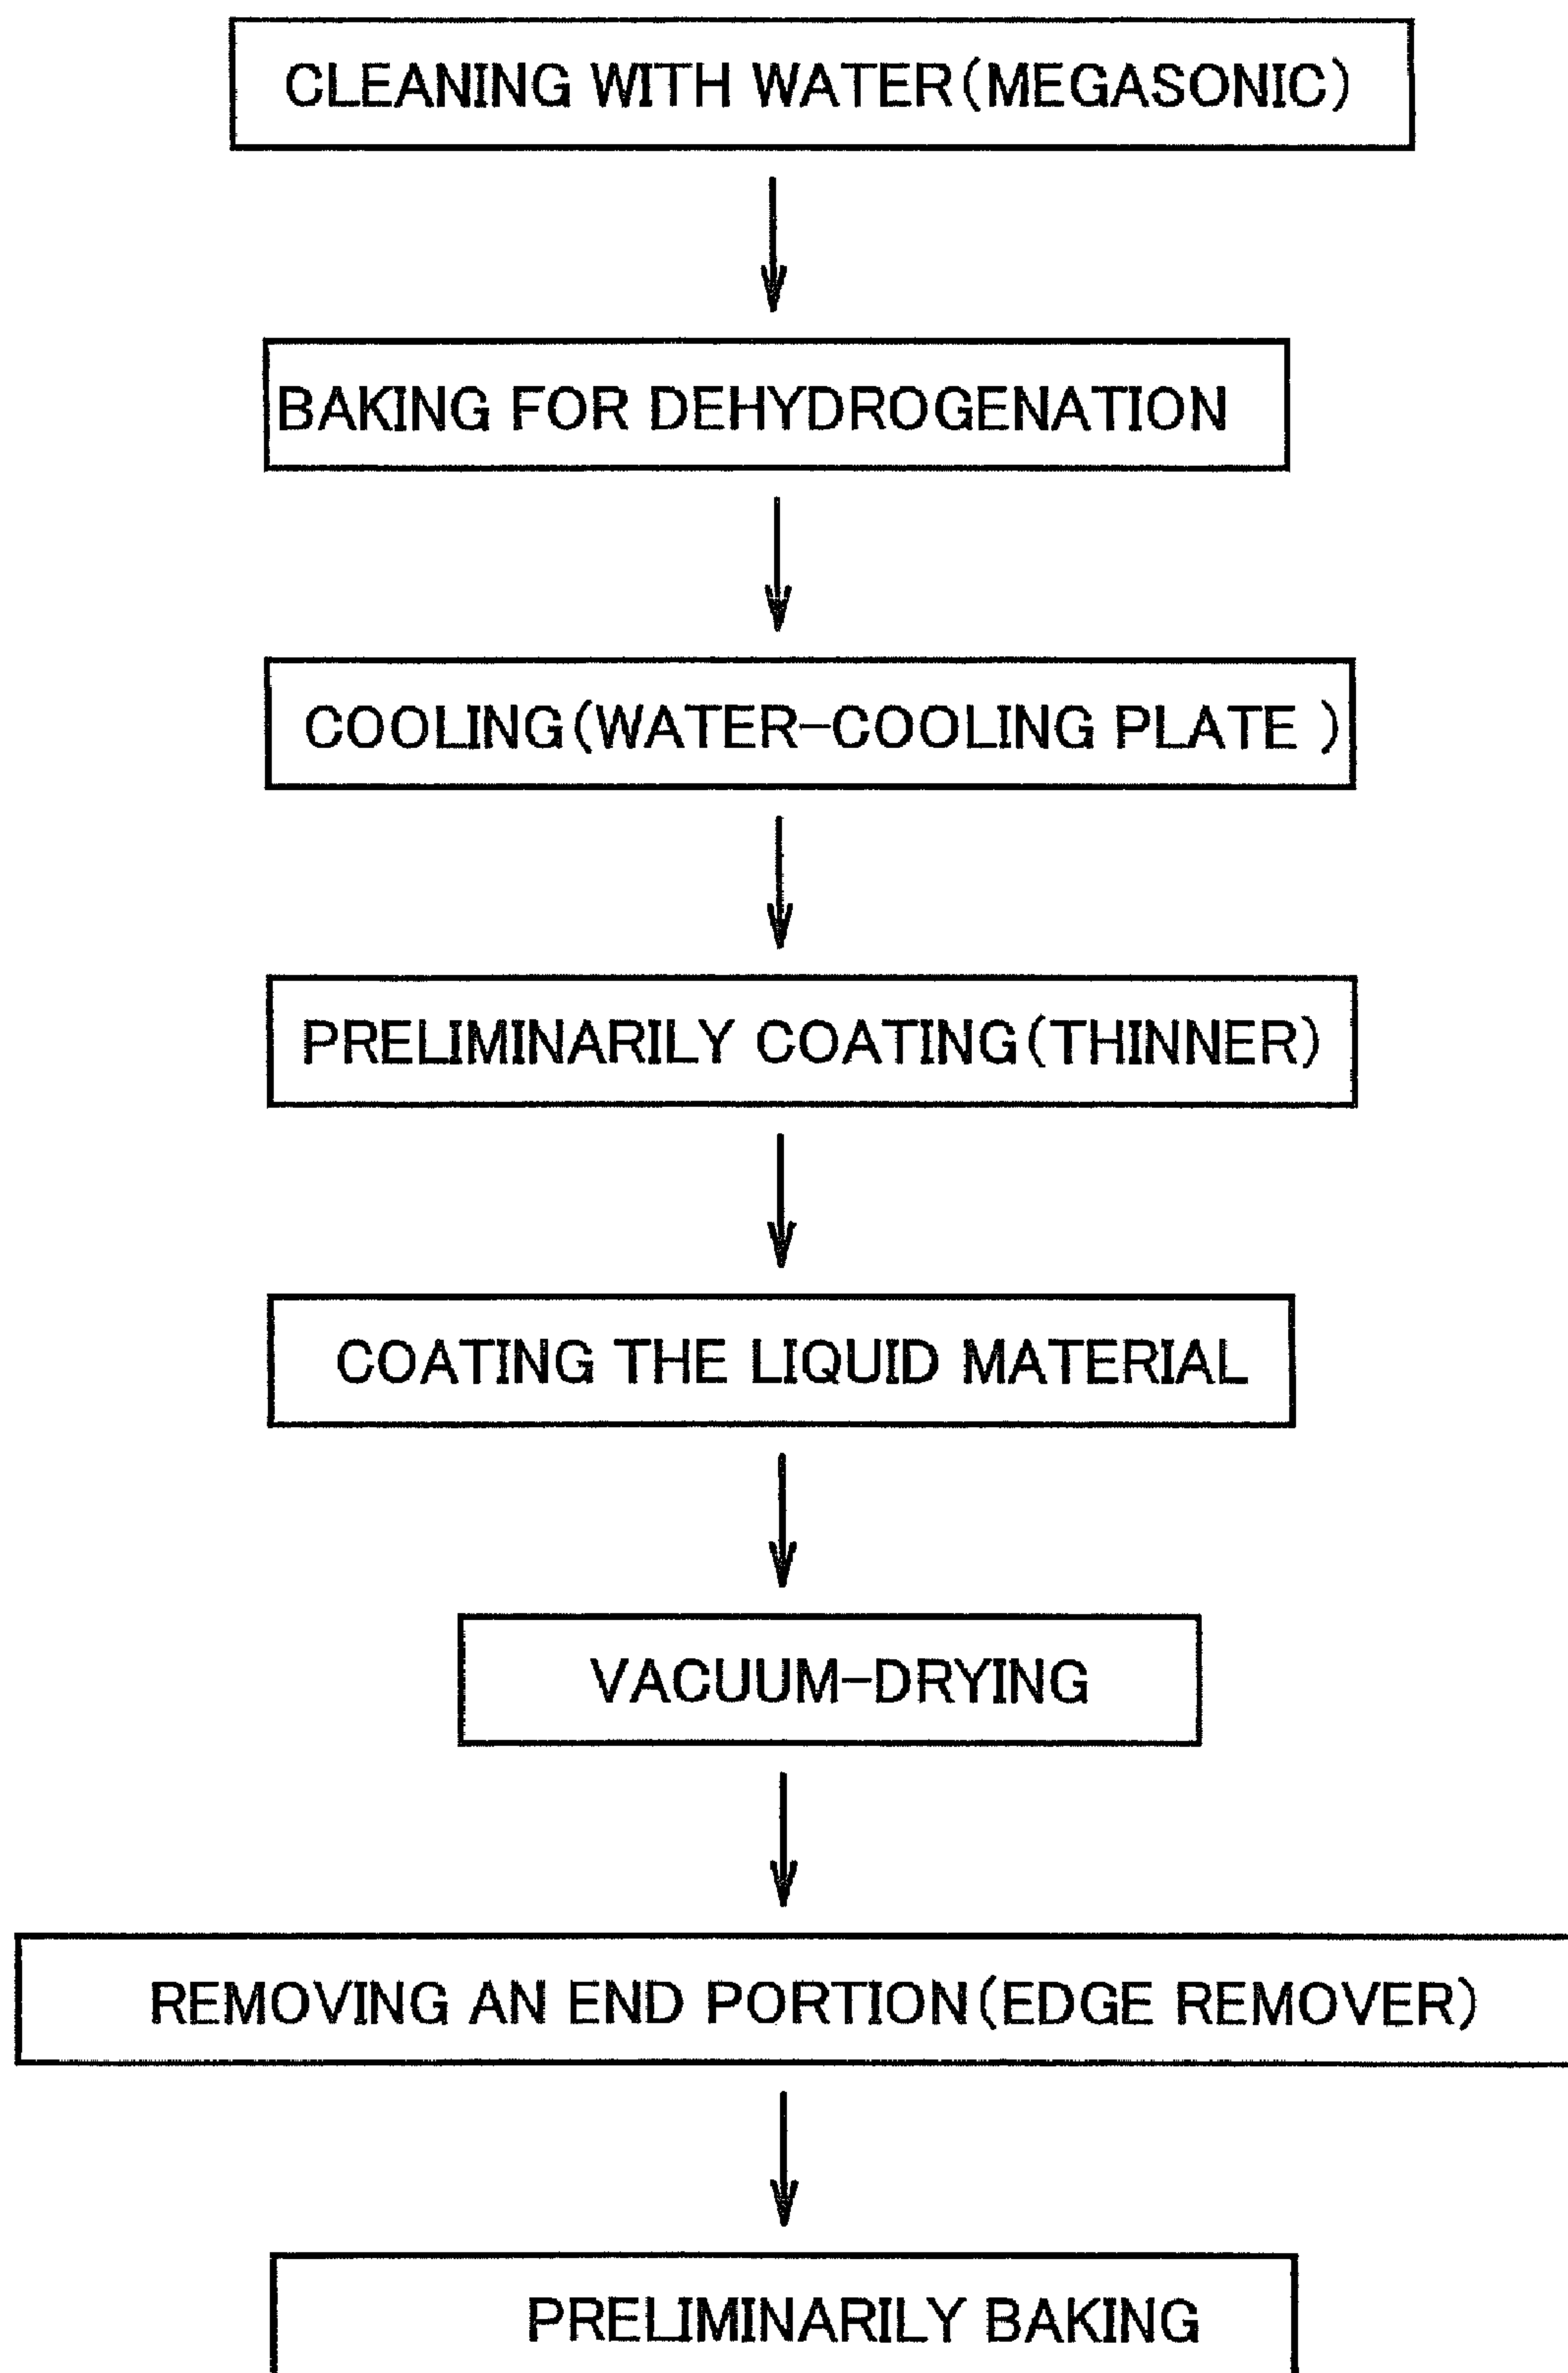 CLEANING WITH WATER(MEGASONIC)
BAKING FOR DEHYDROGENATION
COOLING(WATER-COOLING PLATE )
PRELIMINARILY COATING(THINNER)
COATING THE LIQUID MATERIAL
VACUUM-DRYING
REMOVING AN END PORTION(EDGE REMOVER)
PRELIMINARILY BAKING